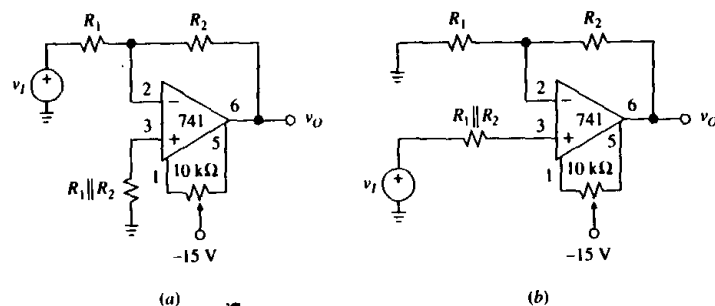 R1 R2
vI +
2 −
741
6
vO
3 +
5
R1||R2
1 10 kΩ
−15 V
(a)
R1 R2
2 −
741
6
vO
R1||R2
3 +
5
vI +
1 10 kΩ
−15 V
(b)